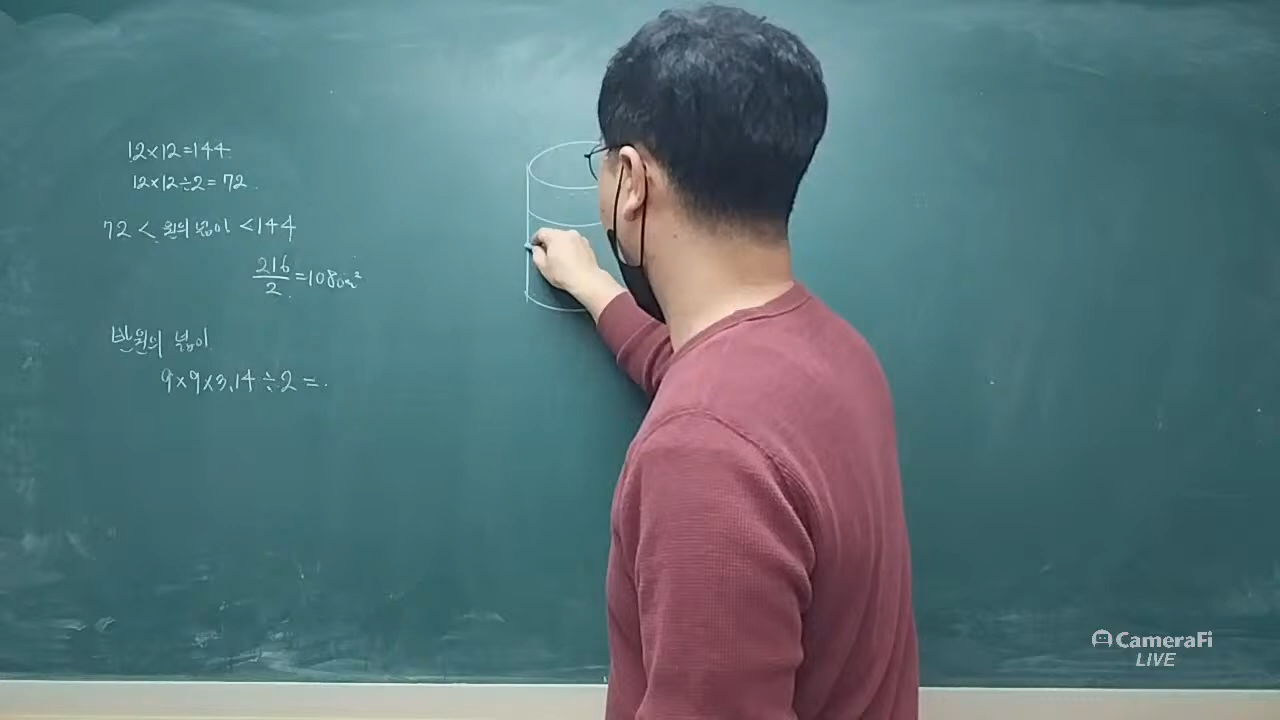 12×12=144
12×12÷2=72
72 < 원의 넓이 <144
216/2=108cm²
반원의 넓이
9×9×3.14÷2=
CameraFi
LIVE